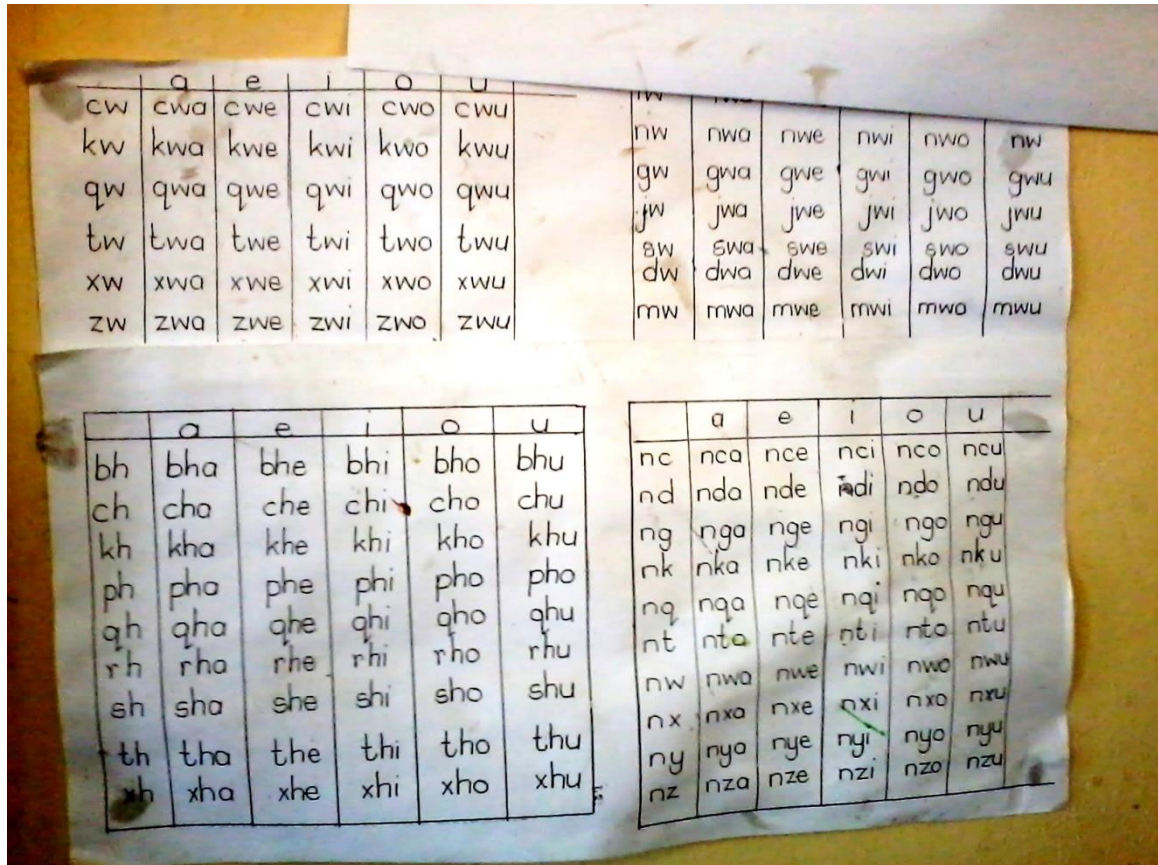 a e i o u
cw cwa cwe cwi cwo cwu
kw kwa kwe kwi kwo kwu
qw qwa qwe qwi qwo qwu
tw twa twe twi two twu
xw xwa xwe xwi xwo xwu
zw zwa zwe zwi zwo zwu
nw nwa nwe nwi nwo nw
gw gwa gwe gwi gwo gwu
jw jwa jwe jwi jwo jwu
sw swa swe swi swo swu
dw dwa dwe dwi dwo dwu
mw mwa mwe mwi mwo mwu
a e i o u
bh bha bhe bhi bho bhu
ch cha che chi cho chu
kh kha khe khi kho khu
ph pha phe phi pho pho
qh qha qhe qhi qho qhu
rh rha rhe rhi rho rhu
sh sha she shi sho shu
th tha the thi tho thu
xh xha xhe xhi xho xhu
a e i o u
nc nca nce nci nco ncu
nd nda nde ndi ndo ndu
ng nga nge ngi ngo ngu
nk nka nke nki nko nku
nq nqa nqe nqi nqo nqu
nt nta nte nti nto ntu
nw nwa nwe nwi nwo nwu
nx nxa nxe nxi nxo nxu
ny nya nye nyi nyo nyu
nz nza nze nzi nzo nzu